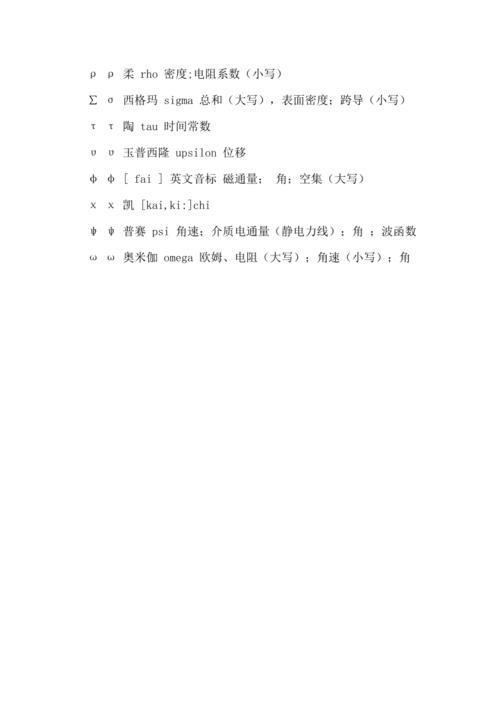 ρ ρ 柔 rho 密度;电阻系数（小写）
∑ σ 西格玛 sigma 总和（大写），表面密度；跨导（小写）
τ τ 陶 tau 时间常数
υ υ 玉普西隆 upsilon 位移
φ φ [ fai ] 英文音标 磁通量； 角；空集（大写）
χ χ 凯 [kai,ki:]chi
ψ ψ 普赛 psi 角速；介质电通量（静电力线）；角 ；波函数
ω ω 奥米伽 omega 欧姆、电阻（大写）；角速（小写）；角